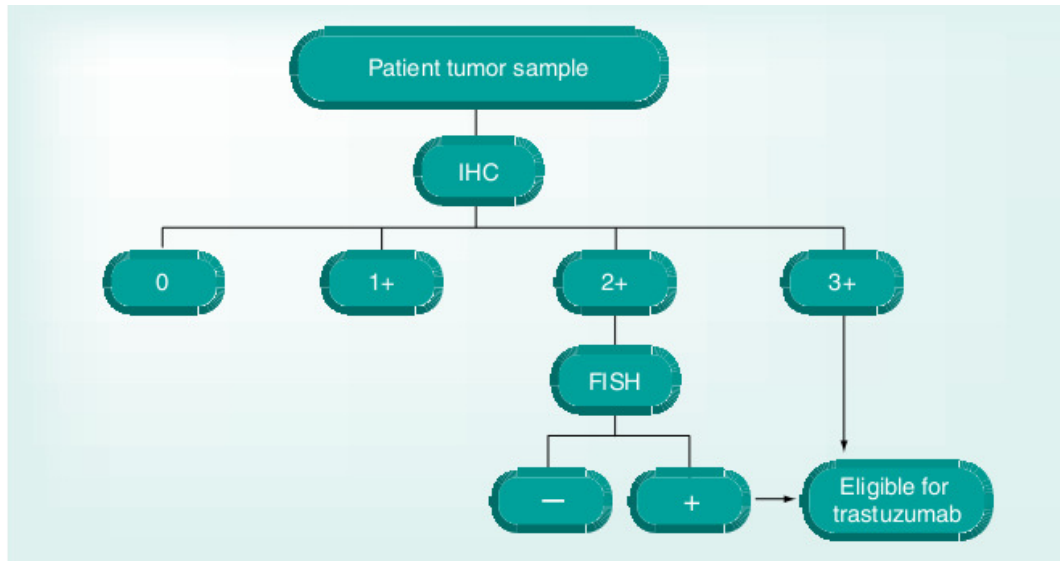 Patient tumor sample
IHC
0
1+
2+
3+
FISH
—
+
Eligible for
trastuzumab